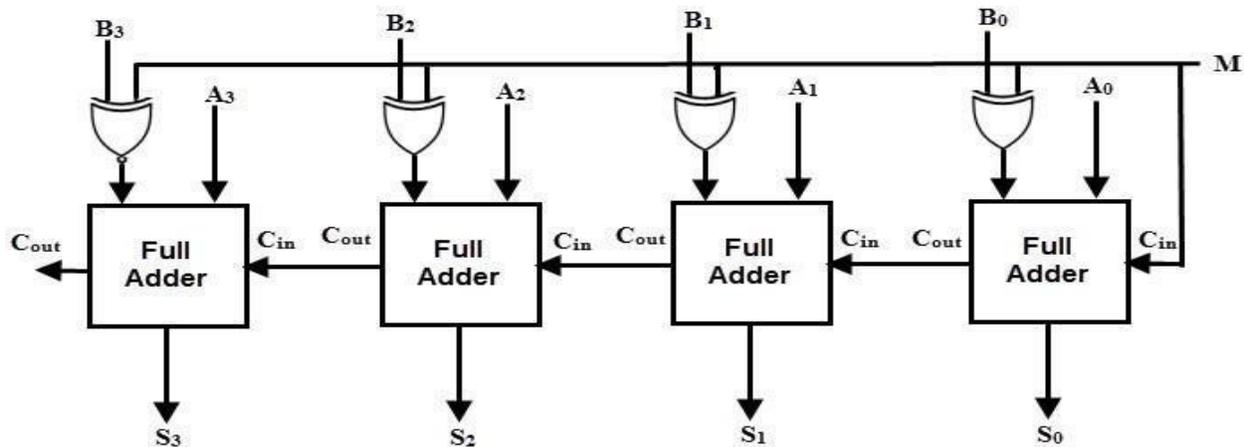 B₃
B₂
B₁
B₀
M
A₃
A₂
A₁
A₀
Cout
Full
Adder
Cin
Cout
Full
Adder
Cin
Cout
Full
Adder
Cin
Cout
Full
Adder
Cin
S₃
S₂
S₁
S₀